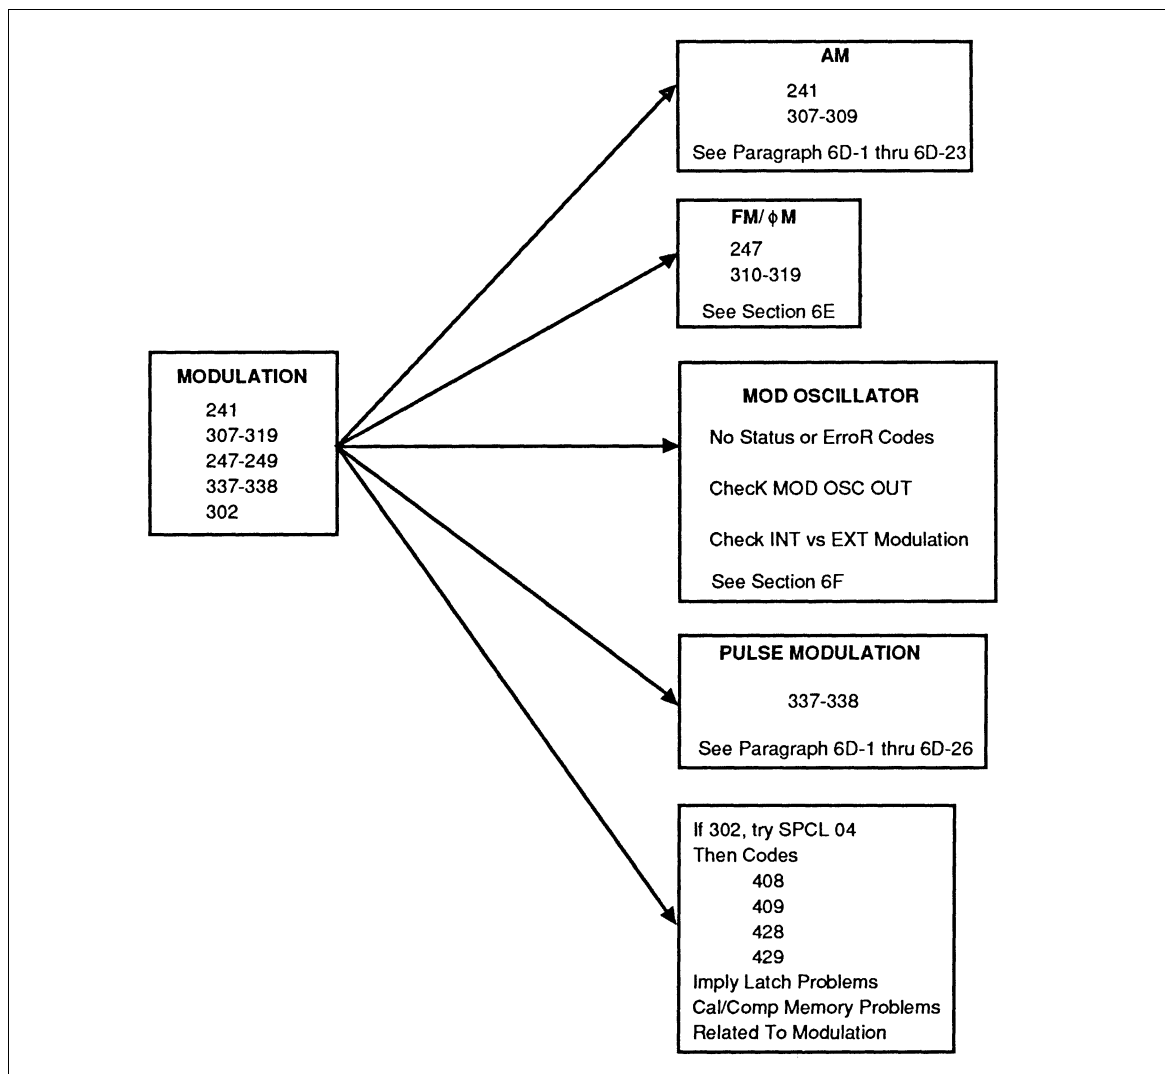 MODULATION
241
307-319
247-249
337-338
302
AM
241
307-309
See Paragraph 6D-1 thru 6D-23
FM/ϕM
247
310-319
See Section 6E
MOD OSCILLATOR
No Status or ErroR Codes
ChecK MOD OSC OUT
Check INT vs EXT Modulation
See Section 6F
PULSE MODULATION
337-338
See Paragraph 6D-1 thru 6D-26
If 302, try SPCL 04
Then Codes
408
409
428
429
Imply Latch Problems
Cal/Comp Memory Problems
Related To Modulation